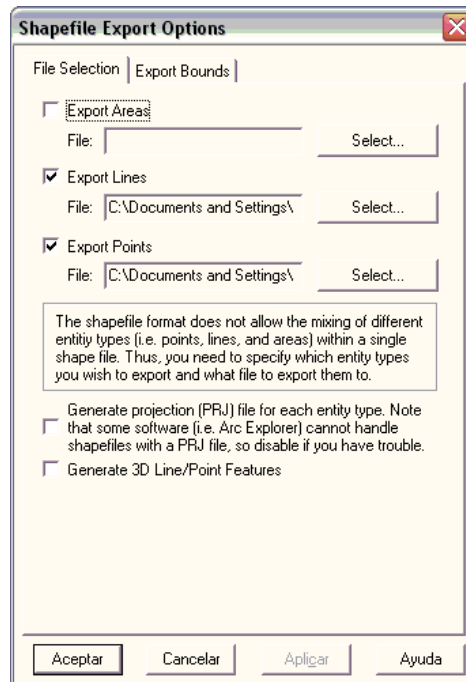 Shapefile Export Options
File Selection
Export Bounds
Export Areas
File:
Select...
Export Lines
File: C:\Documents and Settings\
Select...
Export Points
File: C:\Documents and Settings\
Select...
The shapefile format does not allow the mixing of different
entitiy types (i.e. points, lines, and areas) within a single
shape file. Thus, you need to specify which entity types
you wish to export and what file to export them to.
Generate projection (PRJ) file for each entity type. Note
that some software (i.e. Arc Explorer) cannot handle
shapefiles with a PRJ file, so disable if you have trouble.
Generate 3D Line/Point Features
Aceptar
Cancelar
Aplicar
Ayuda